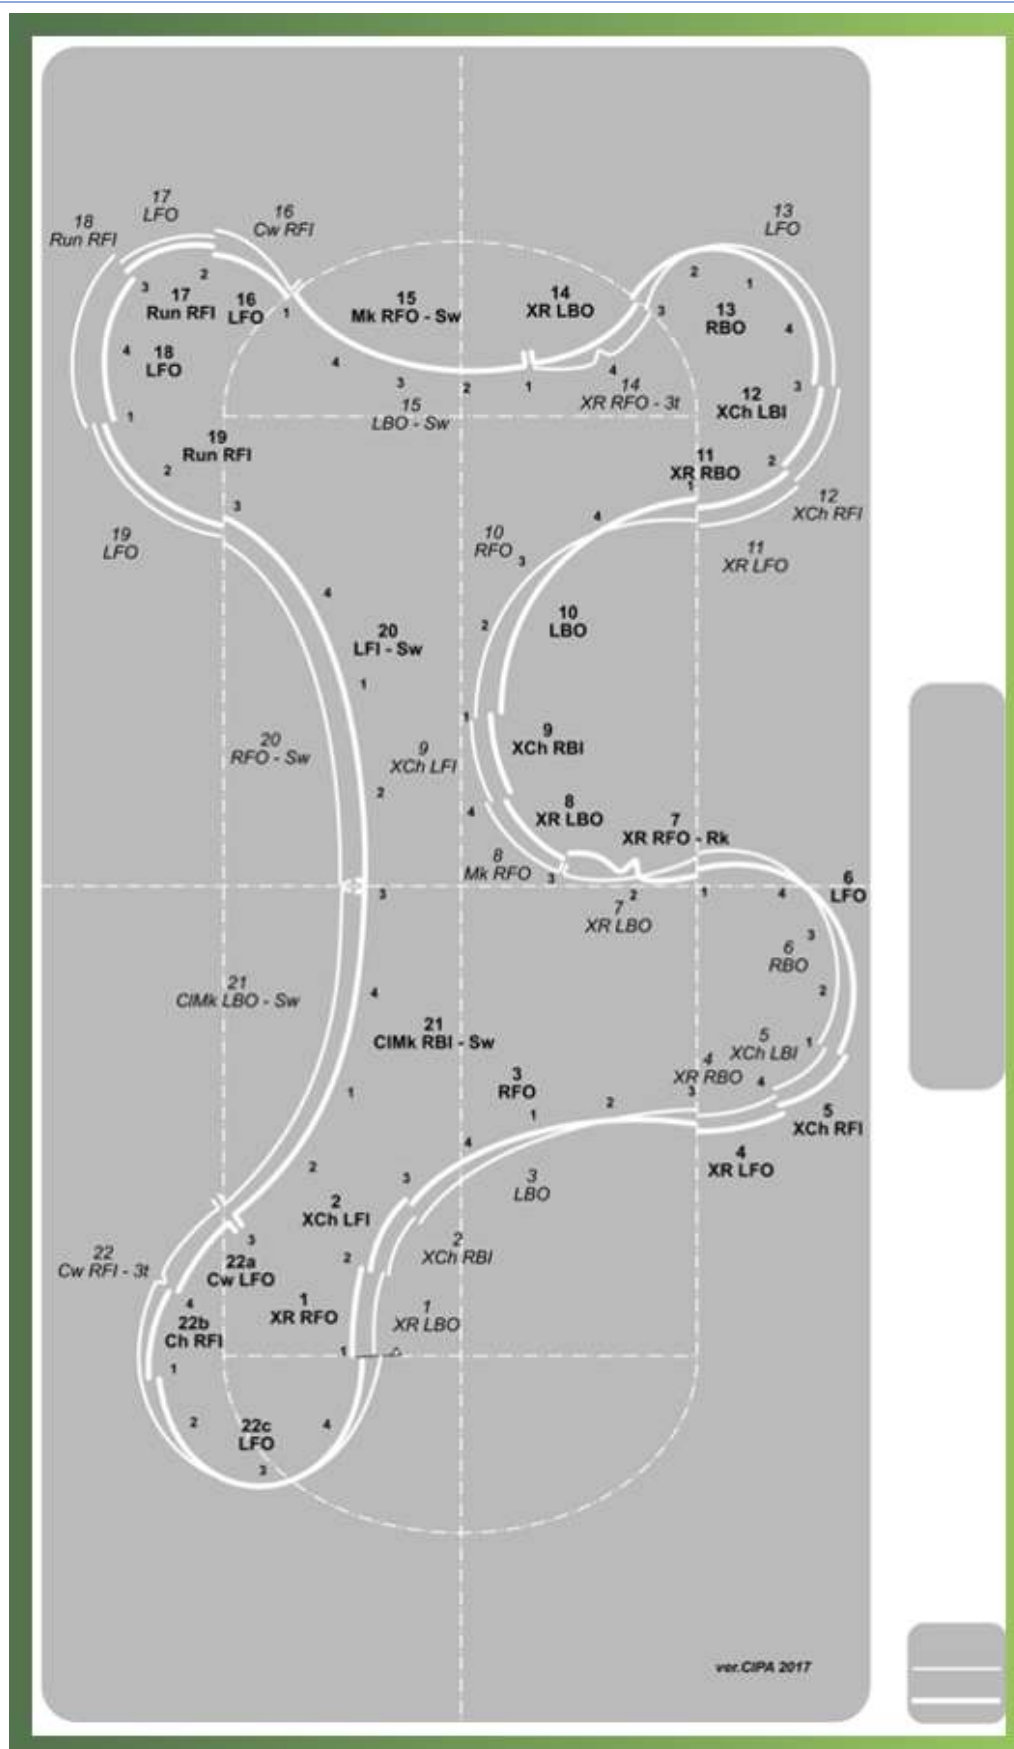 17
LFO
18
Run RFI
16
Cw RFI
13
LFO
2
3
17
Run RFI
16
LFO
1
15
Mk RFO - Sw
14
XR LBO
2
1
3
13
RBO
4
4
18
LFO
4
3
2
1
4
15
LBO - Sw
14
XR RFO - 3t
3
12
XCh LBI
1
19
Run RFI
2
11
XR RBO
1
2
12
XCh RFI
3
19
LFO
4
10
RFO
3
11
XR LFO
4
10
LBO
2
20
LFI - Sw
1
1
20
RFO - Sw
9
XCh LFI
9
XCh RBI
2
4
8
XR LBO
7
XR RFO - Rk
8
Mk RFO
3
2
1
4
6
LFO
3
7
XR LBO
3
6
RBO
2
21
ClMk LBO - Sw
4
21
ClMk RBI - Sw
5
XCh LBI
1
4
XR RBO
4
3
3
RFO
1
2
1
5
XCh RFI
4
4
XR LFO
2
3
3
LBO
2
XCh LFI
3
2
2
XCh RBI
22
Cw RFI - 3t
22a
Cw LFO
4
22b
Ch RFI
1
XR RFO
1
XR LBO
1
1
2
22c
LFO
4
3
ver.CIPA 2017